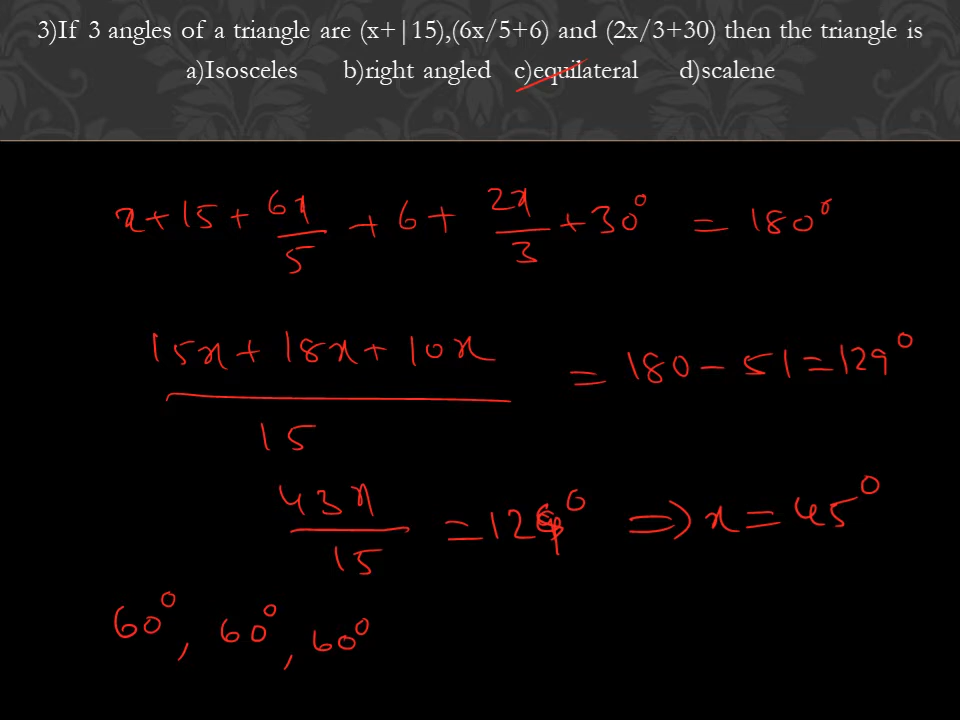 3)If 3 angles of a triangle are (x+|15),(6x/5+6) and (2x/3+30) then the triangle is
a)Isosceles b)right angled c)equilateral d)scalene
x+15+6x/5+6+2x/3+30°=180°
15x+18x+10x/15=180-51=129°
43x/15=129°⇒x=45°
60°,60°,60°